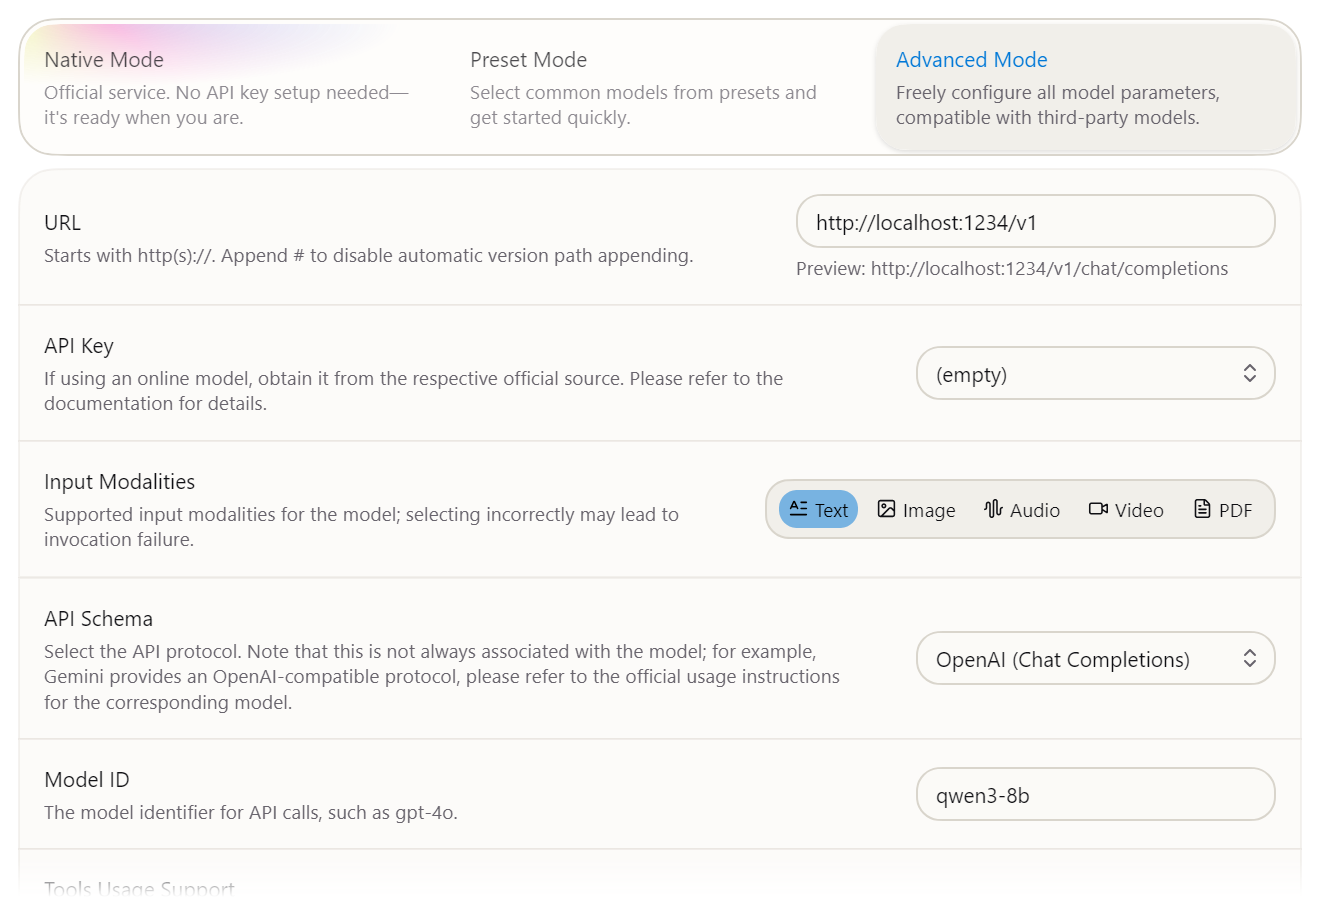 Native Mode
Official service. No API key setup needed—
it's ready when you are.
Preset Mode
Select common models from presets and
get started quickly.
Advanced Mode
Freely configure all model parameters,
compatible with third-party models.
URL
Starts with http(s)://. Append # to disable automatic version path appending.
http://localhost:1234/v1
Preview: http://localhost:1234/v1/chat/completions
API Key
If using an online model, obtain it from the respective official source. Please refer to the
documentation for details.
(empty)
Input Modalities
Supported input modalities for the model; selecting incorrectly may lead to
invocation failure.
Text Image Audio Video PDF
API Schema
Select the API protocol. Note that this is not always associated with the model; for example,
Gemini provides an OpenAI-compatible protocol, please refer to the official usage instructions
for the corresponding model.
OpenAI (Chat Completions)
Model ID
The model identifier for API calls, such as gpt-4o.
qwen3-8b
Tools Usage Support